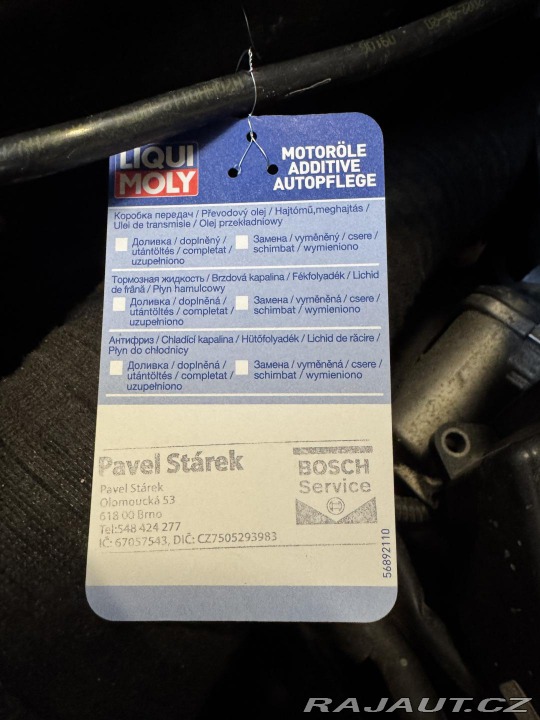 90160
LIQUI
MOLY
MOTORÖLE
ADDITIVE
AUTOPFLEGE
Коробка передач / Převodový olej / Hajtómű,meghajtás /
Ulei de transmisie / Olej przekładniowy
Доливка / doplněný /
utántöltés / completat /
uzupełniono
Замена / vyměněný / csere /
schimbat / wymieniono
Тормозная жидкость / Brzdová kapalina / Fékfolyadék / Lichid
de frână / Płyn hamulcowy
Доливка / doplněná /
utántöltés / completat /
uzupełniono
Замена / vyměněná / csere /
schimbat / wymieniono
Антифриз / Chladící kapalina / Hűtőfolyadék / Lichid de răcire /
Płyn do chłodnicy
Доливка / doplněná /
utántöltés / completat /
uzupełniono
Замена / vyměněná / csere /
schimbat / wymieniono
Pavel Stárek
Pavel Stárek
Olomoucká 53
618 00 Brno
Tel:548 424 277
IČ: 67057543, DIČ: CZ7505293983
BOSCH
Service
56892110
RAJAUT.CZ